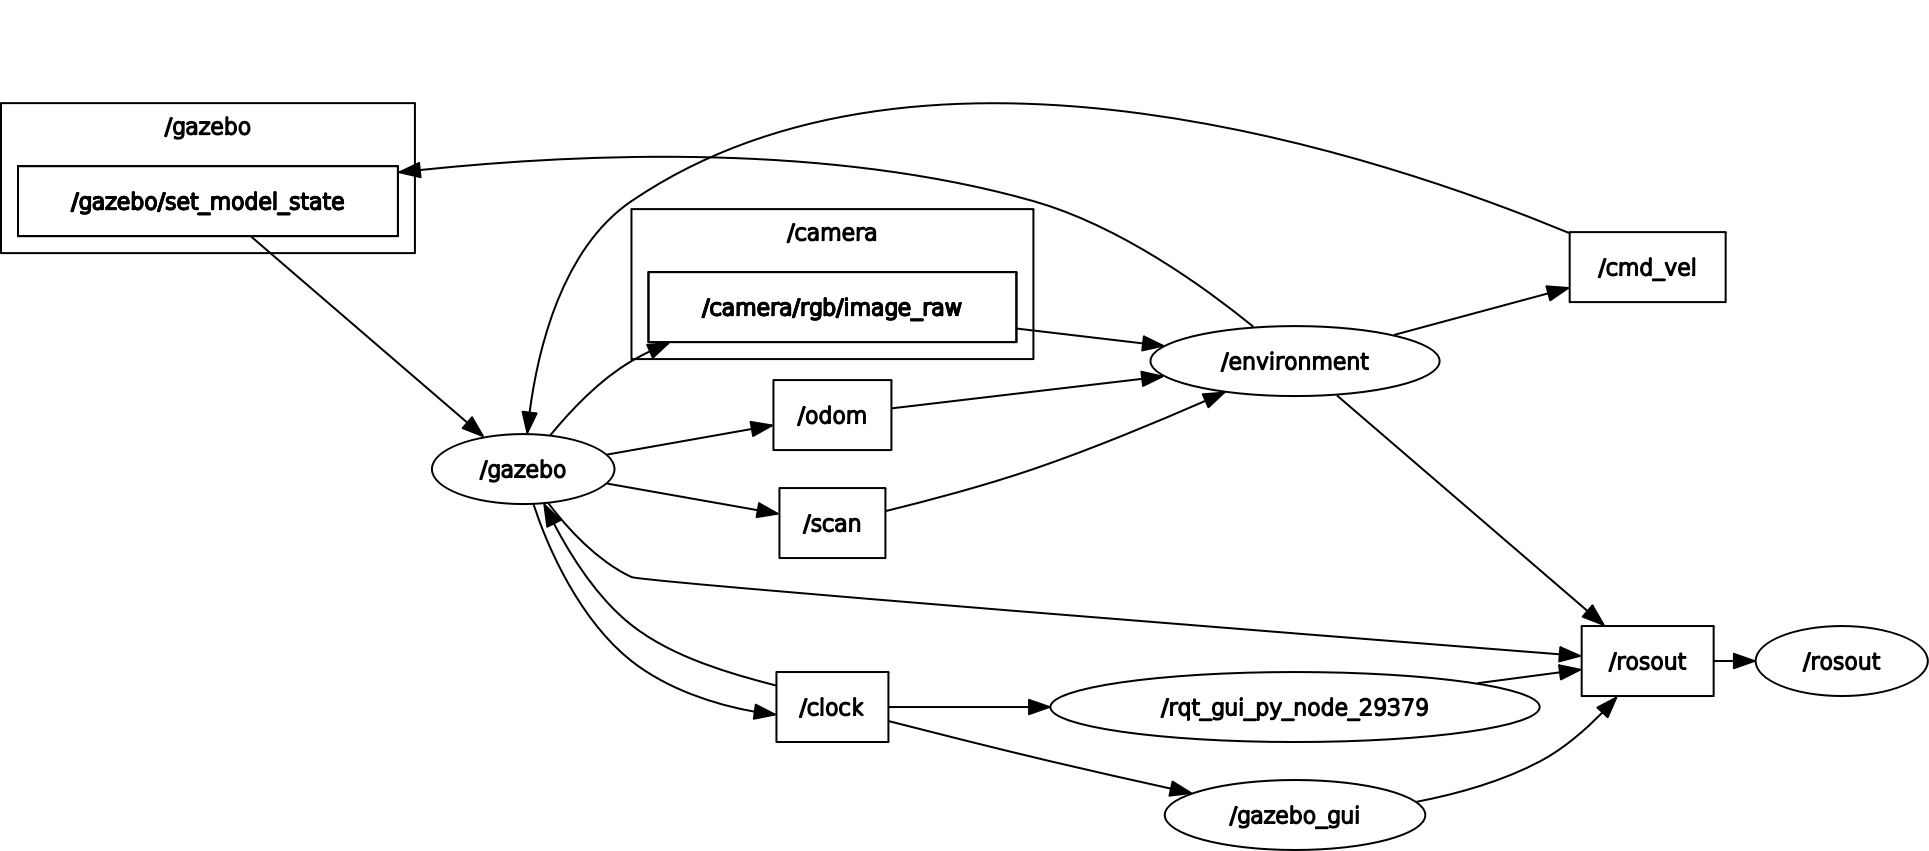 /gazebo
/gazebo/set_model_state
/camera
/camera/rgb/image_raw
/cmd_vel
/environment
/odom
/gazebo
/scan
/rosout
/rosout
/clock
/rqt_gui_py_node_29379
/gazebo_gui